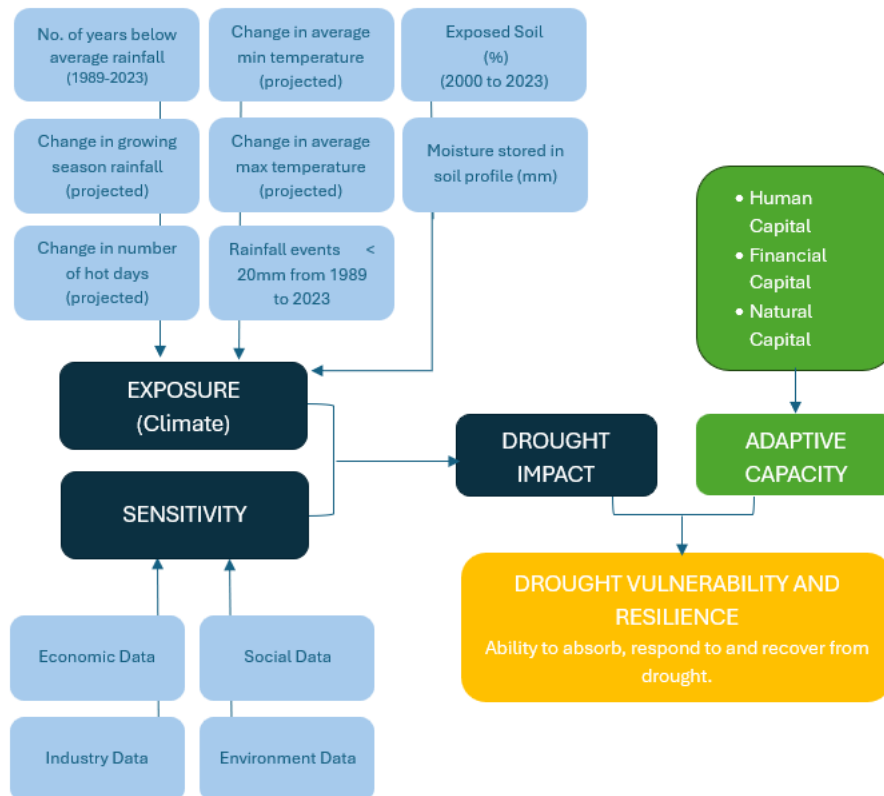 No. of years below
average rainfall
(1989-2023)
Change in average
min temperature
(projected)
Exposed Soil
(%)
(2000 to 2023)
Change in growing
season rainfall
(projected)
Change in average
max temperature
(projected)
Moisture stored in
soil profile (mm)
Change in number
of hot days
(projected)
Rainfall events <
20mm from 1989
to 2023
• Human
Capital
• Financial
Capital
• Natural
Capital
EXPOSURE
(Climate)
SENSITIVITY
DROUGHT
IMPACT
ADAPTIVE
CAPACITY
DROUGHT VULNERABILITY AND
RESILIENCE
Ability to absorb, respond to and recover from
drought.
Economic Data
Social Data
Industry Data
Environment Data